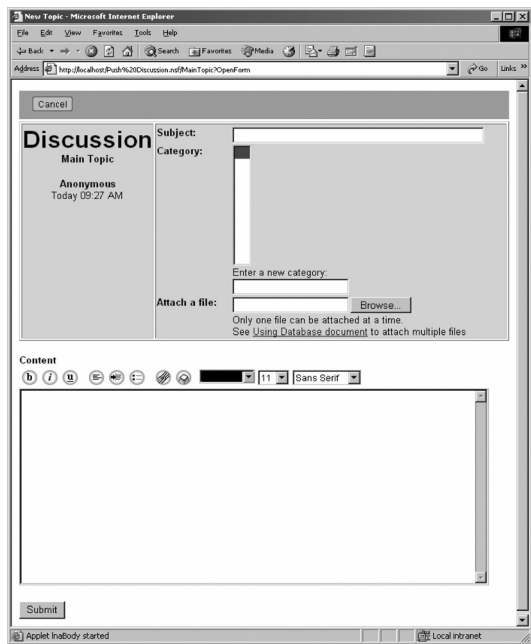 New Topic - Microsoft Internet Explorer
File Edit View Favorites Tools Help
Back Search Favorites Media
Address http://localhost/Push%20Discussion.nsf/MainTopic?OpenForm Go Links »
Cancel
Discussion
Main Topic
Anonymous
Today 09:27 AM
Subject:
Category:
Enter a new category:
Attach a file: Browse...
Only one file can be attached at a time.
See Using Database document to attach multiple files
Content
b i u 11 Sans Serif
Submit
Applet lnaBody started Local intranet